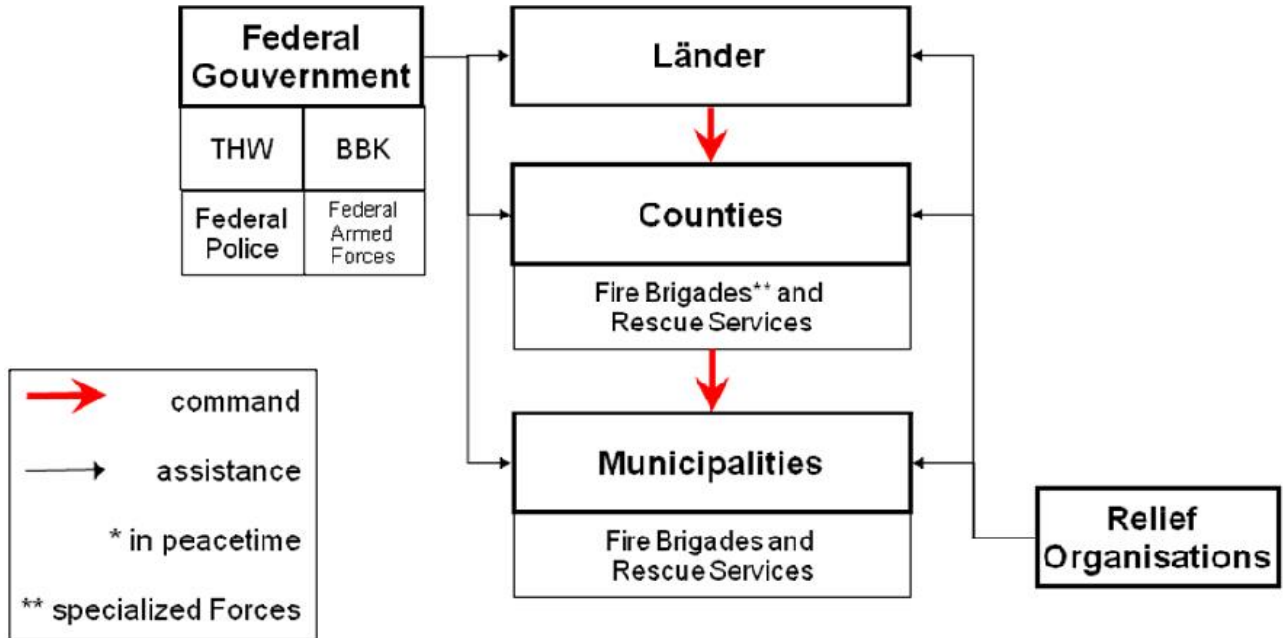 Federal
Gouvernment
THW
BBK
Federal
Police
Federal
Armed
Forces
Länder
Counties
Fire Brigades** and
Rescue Services
Municipalities
Fire Brigades and
Rescue Services
Relief
Organisations
command
assistance
* in peacetime
** specialized Forces